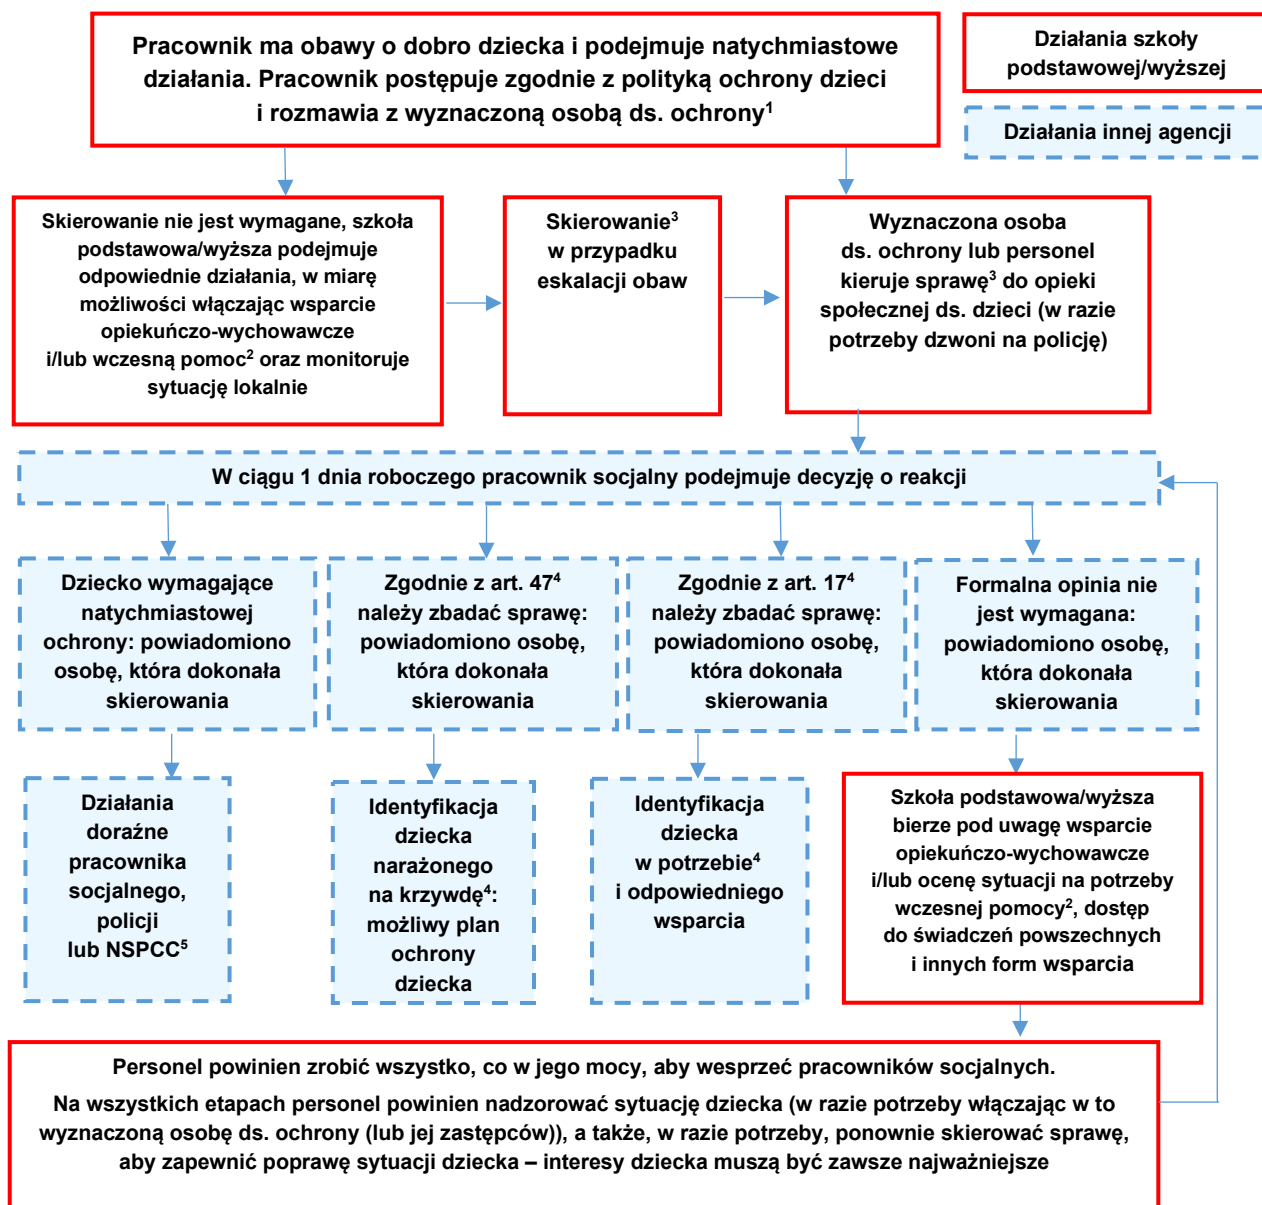 Pracownik ma obawy o dobro dziecka i podejmuje natychmiastowe
działania. Pracownik postępuje zgodnie z polityką ochrony dzieci
i rozmawia z wyznaczoną osobą ds. ochrony¹
Działania szkoły
podstawowej/wyższej
Działania innej agencji
Skierowanie nie jest wymagane, szkoła
podstawowa/wyższa podejmuje
odpowiednie działania, w miarę
możliwości włączając wsparcie
opiekuńczo-wychowawcze
i/lub wczesną pomoc² oraz monitoruje
sytuację lokalnie
Skierowanie³
w przypadku
eskalacji obaw
Wyznaczona osoba
ds. ochrony lub personel
kieruje sprawę³ do opieki
społecznej ds. dzieci (w razie
potrzeby dzwoni na policję)
W ciągu 1 dnia roboczego pracownik socjalny podejmuje decyzję o reakcji
Dziecko wymagające
natychmiastowej
ochrony: powiadomiono
osobę, która dokonała
skierowania
Zgodnie z art. 47⁴
należy zbadać sprawę:
powiadomiono osobę,
która dokonała
skierowania
Zgodnie z art. 17⁴
należy zbadać sprawę:
powiadomiono osobę,
która dokonała
skierowania
Formalna opinia nie
jest wymagana:
powiadomiono osobę,
która dokonała
skierowania
Działania
doraźne
pracownika
socjalnego,
policji
lub NSPCC⁵
Identyfikacja
dziecka
narażonego
na krzywdę⁴:
możliwy plan
ochrony
dziecka
Identyfikacja
dziecka
w potrzebie⁴
i odpowiedniego
wsparcia
Szkoła podstawowa/wyższa
bierze pod uwagę wsparcie
opiekuńczo-wychowawcze
i/lub ocenę sytuacji na potrzeby
wczesnej pomocy², dostęp
do świadczeń powszechnych
i innych form wsparcia
Personel powinien zrobić wszystko, co w jego mocy, aby wesprzeć pracowników socjalnych.
Na wszystkich etapach personel powinien nadzorować sytuację dziecka (w razie potrzeby włączając w to
wyznaczoną osobę ds. ochrony (lub jej zastępców)), a także, w razie potrzeby, ponownie skierować sprawę,
aby zapewnić poprawę sytuacji dziecka – interesy dziecka muszą być zawsze najważniejsze